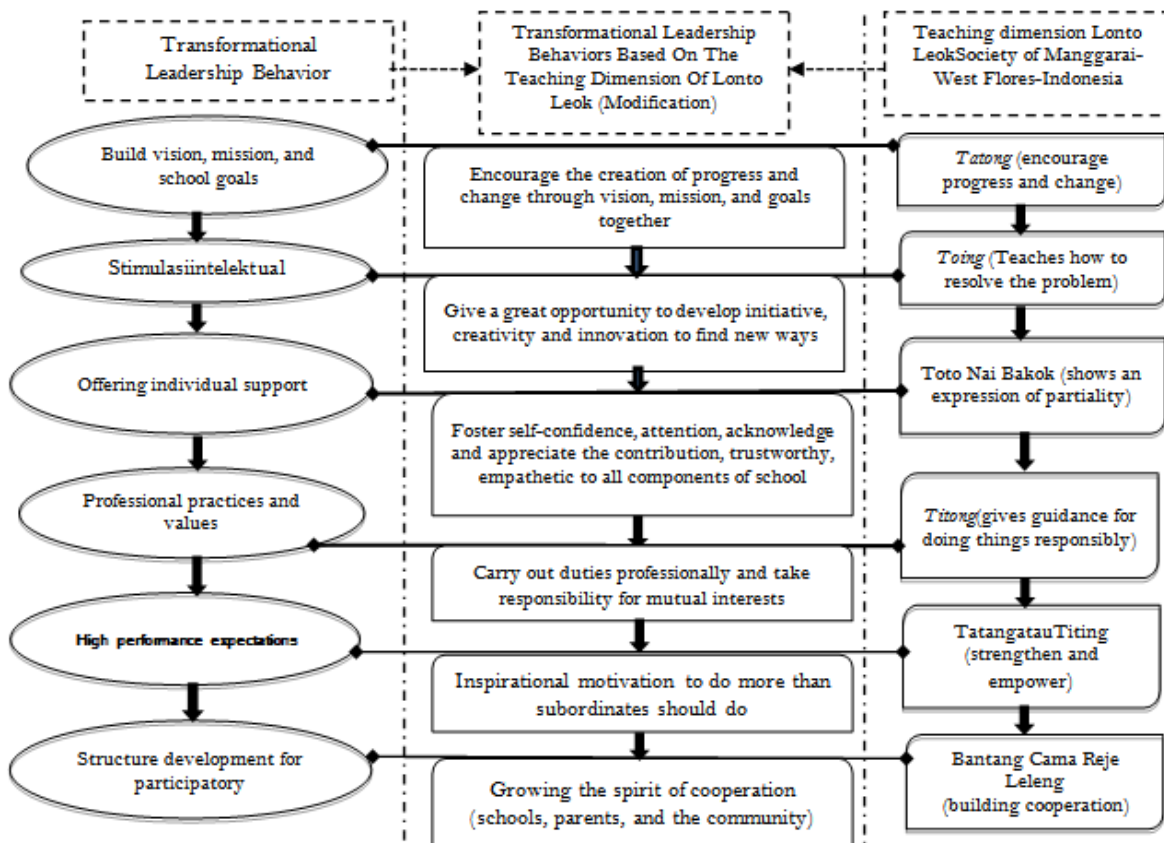 Transformational
Leadership Behavior
Transformational Leadership
Behaviors Based On The
Teaching Dimension Of Lonto
Leok (Modification)
Teaching dimension Lonto
LeokSociety of Manggarai-
West Flores-Indonesia
Build vision, mission, and
school goals
Encourage the creation of progress and
change through vision, mission, and goals
together
Tatong (encourage
progress and change)
Stimulasiintelektual
Give a great opportunity to develop initiative,
creativity and innovation to find new ways
Toing (Teaches how to
resolve the problem)
Offering individual support
Foster self-confidence, attention, acknowledge
and appreciate the contribution, trustworthy,
empathetic to all components of school
Toto Nai Bakok (shows an
expression of partiality)
Professional practices and
values
Carry out duties professionally and take
responsibility for mutual interests
Titong(gives guidance for
doing things responsibly)
High performance expectations
Inspirational motivation to do more than
subordinates should do
TatangatauTiting
(strengthen and
empower)
Structure development for
participatory
Growing the spirit of cooperation
(schools, parents, and the community)
Bantang Cama Reje
Leleng
(building cooperation)